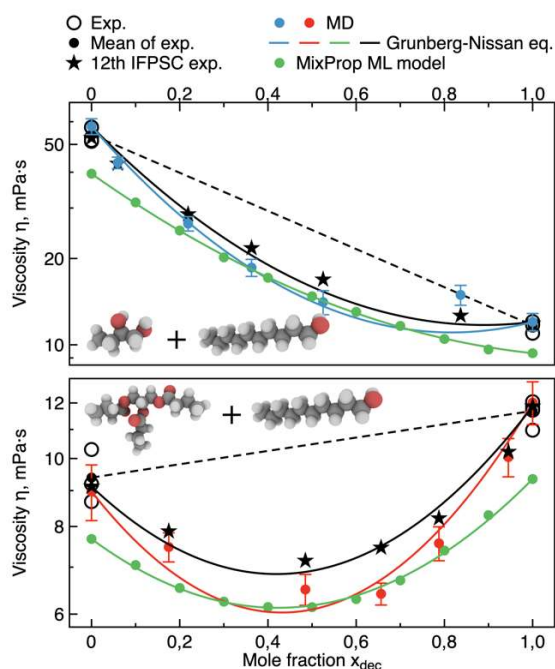 Exp.
Mean of exp.
12th IFPSC exp.
MD
Grunberg-Nissan eq.
MixProp ML model
0 0,2 0,4 0,6 0,8 1,0
Viscosity η, mPa·s
50
20
10
+
Viscosity η, mPa·s
12
10
8
6
+
0 0,2 0,4 0,6 0,8 1,0
Mole fraction xdec